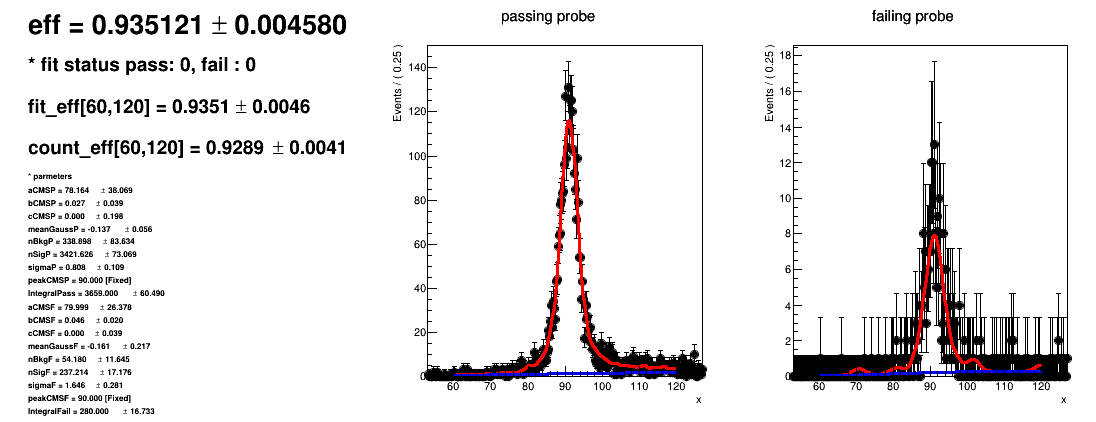 eff = 0.935121 ± 0.004580
* fit status pass: 0, fail : 0
fit_eff[60,120] = 0.9351 ± 0.0046
count_eff[60,120] = 0.9289 ± 0.0041
* parmeters
aCMSP = 78.164 ± 38.069
bCMSP = 0.027 ± 0.039
cCMSP = 0.000 ± 0.198
meanGaussP = -0.137 ± 0.056
nBkgP = 338.898 ± 83.634
nSigP = 3421.626 ± 73.069
sigmaP = 0.808 ± 0.109
peakCMSP = 90.000 [Fixed]
IntegralPass = 3659.000 ± 60.490
aCMSF = 79.999 ± 26.378
bCMSF = 0.046 ± 0.020
cCMSF = 0.000 ± 0.039
meanGaussF = -0.161 ± 0.217
nBkgF = 54.180 ± 11.645
nSigF = 237.214 ± 17.176
sigmaF = 1.646 ± 0.281
peakCMSF = 90.000 [Fixed]
IntegralFail = 280.000 ± 16.733
passing probe
Events / ( 0.25 )
140
120
100
80
60
40
20
0
60 70 80 90 100 110 120
x
failing probe
Events / ( 0.25 )
18
16
14
12
10
8
6
4
2
0
60 70 80 90 100 110 120
x